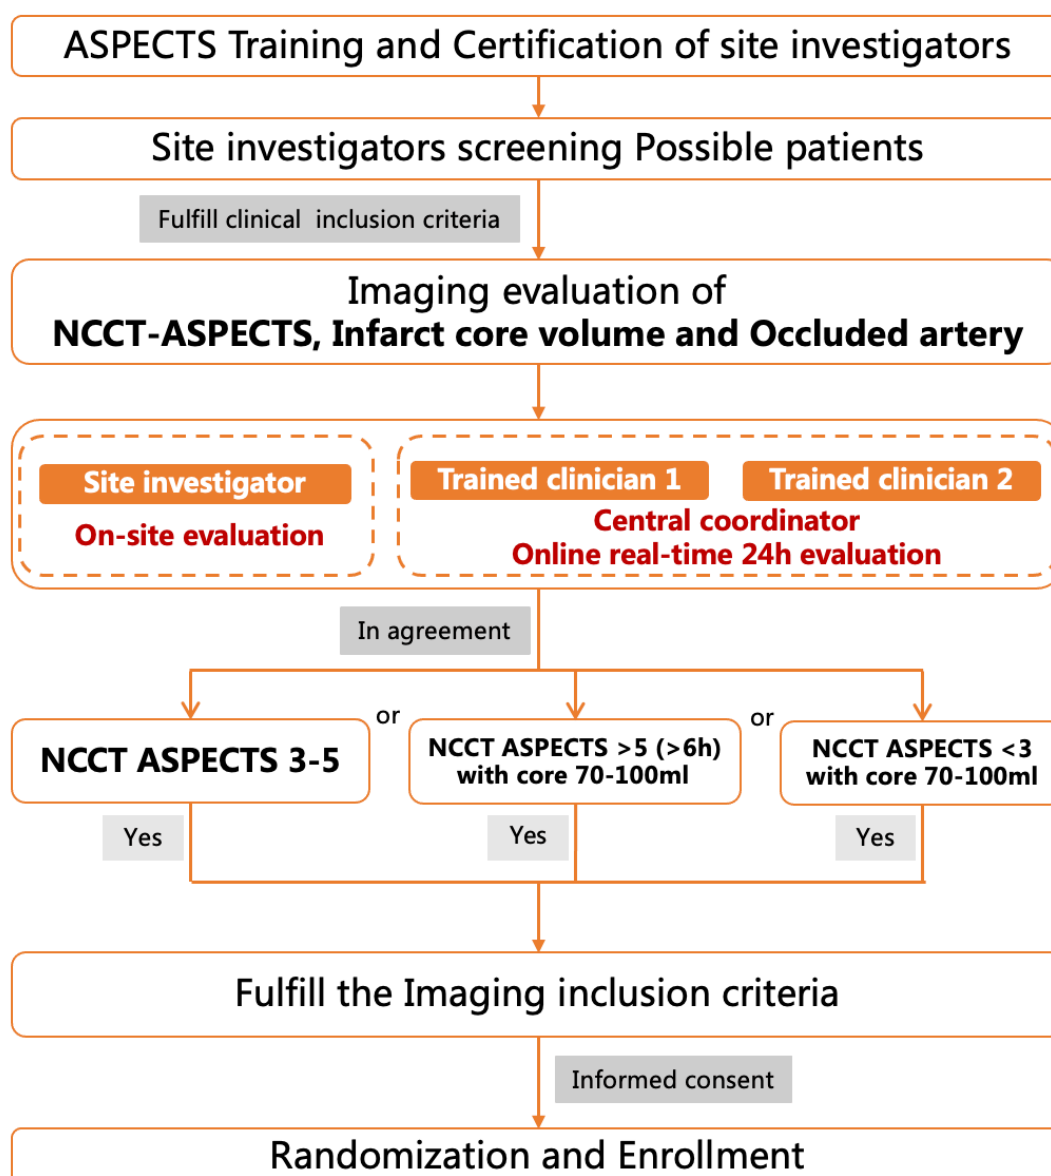 ASPECTS Training and Certification of site investigators
Site investigators screening Possible patients
Fulfill clinical inclusion criteria
Imaging evaluation of
NCCT-ASPECTS, Infarct core volume and Occluded artery
Site investigator
On-site evaluation
Trained clinician 1
Trained clinician 2
Central coordinator
Online real-time 24h evaluation
In agreement
NCCT ASPECTS 3-5
or
NCCT ASPECTS >5 (>6h)
with core 70-100ml
or
NCCT ASPECTS <3
with core 70-100ml
Yes
Yes
Yes
Fulfill the Imaging inclusion criteria
Informed consent
Randomization and Enrollment